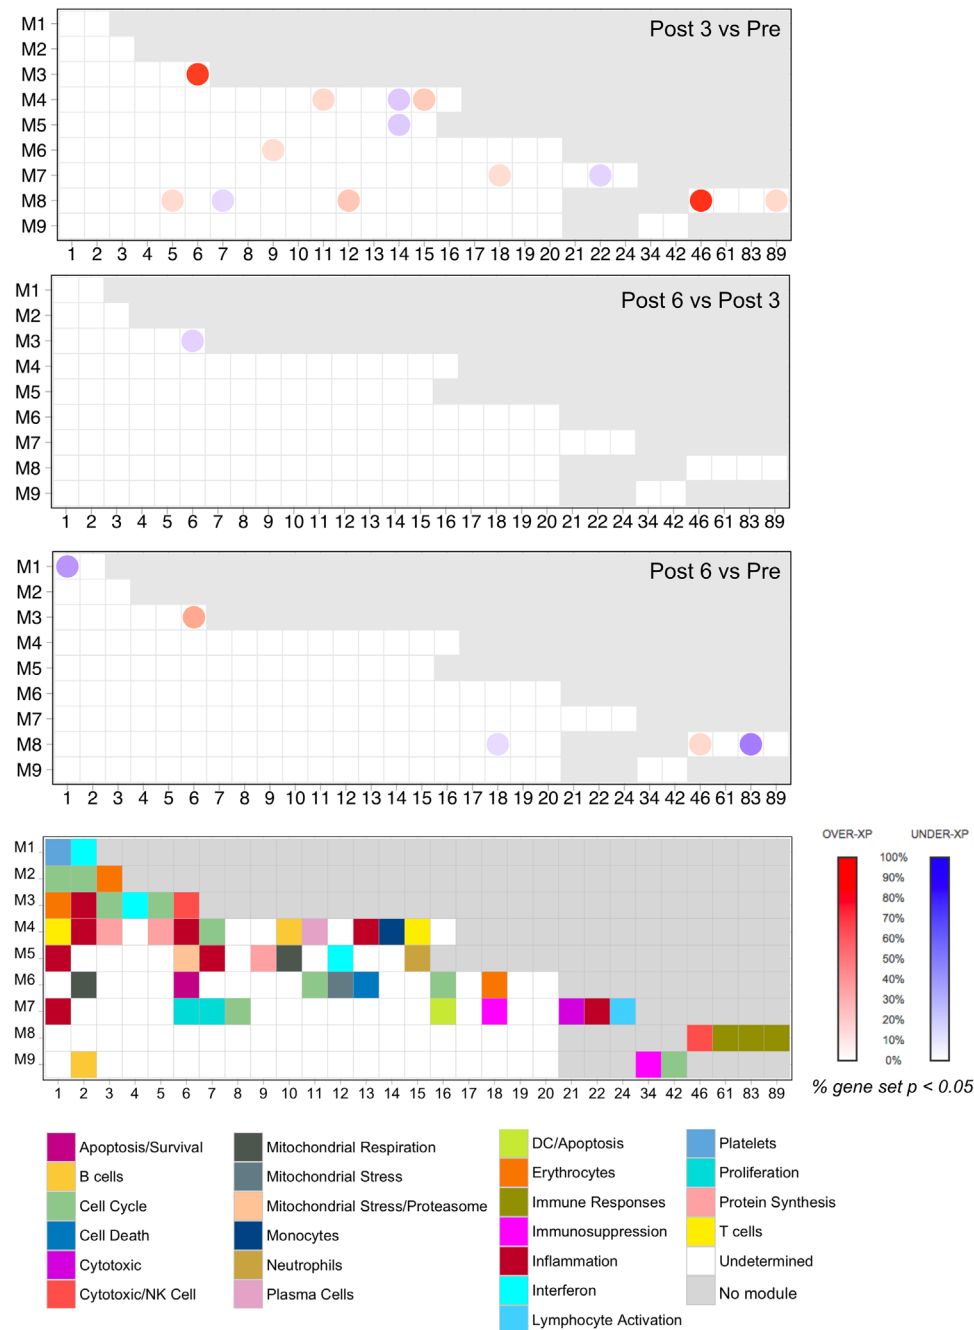 Post 3 vs Pre
M1
M2
M3
M4
M5
M6
M7
M8
M9
1 2 3 4 5 6 7 8 9 10 11 12 13 14 15 16 17 18 19 20 21 22 24 34 42 46 61 83 89
Post 6 vs Post 3
M1
M2
M3
M4
M5
M6
M7
M8
M9
1 2 3 4 5 6 7 8 9 10 11 12 13 14 15 16 17 18 19 20 21 22 24 34 42 46 61 83 89
Post 6 vs Pre
M1
M2
M3
M4
M5
M6
M7
M8
M9
1 2 3 4 5 6 7 8 9 10 11 12 13 14 15 16 17 18 19 20 21 22 24 34 42 46 61 83 89
M1
M2
M3
M4
M5
M6
M7
M8
M9
1 2 3 4 5 6 7 8 9 10 11 12 13 14 15 16 17 18 19 20 21 22 24 34 42 46 61 83 89
OVER-XP UNDER-XP
100%
90%
80%
70%
60%
50%
40%
30%
20%
10%
0%
% gene set p < 0.05
Apoptosis/Survival
B cells
Cell Cycle
Cell Death
Cytotoxic
Cytotoxic/NK Cell
Mitochondrial Respiration
Mitochondrial Stress
Mitochondrial Stress/Proteasome
Monocytes
Neutrophils
Plasma Cells
DC/Apoptosis
Erythrocytes
Immune Responses
Immunosuppression
Inflammation
Interferon
Lymphocyte Activation
Platelets
Proliferation
Protein Synthesis
T cells
Undetermined
No module